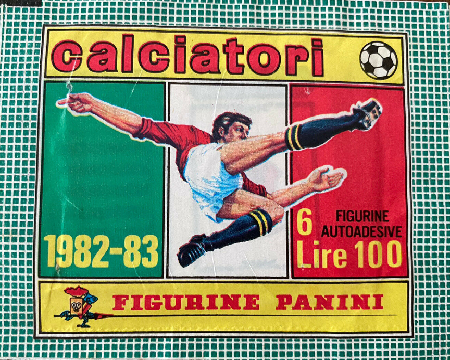 calciatori
1982-83
6 FIGURINE
AUTOADESIVE
Lire 100
FIGURINE PANINI